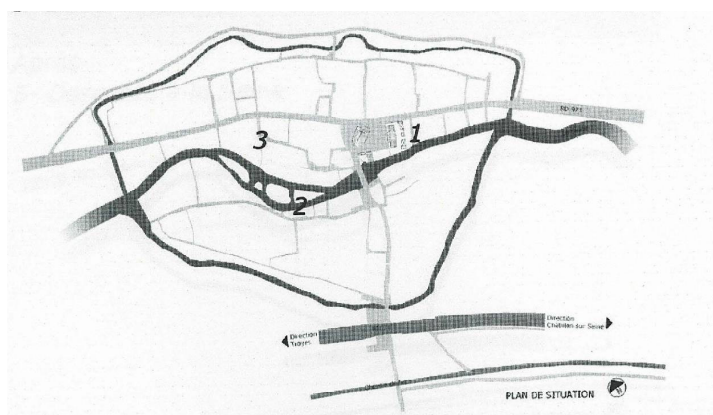 RD 971
1
3
2
Direction
Châtillon sur Seine
Direction
Troyes
PLAN DE SITUATION